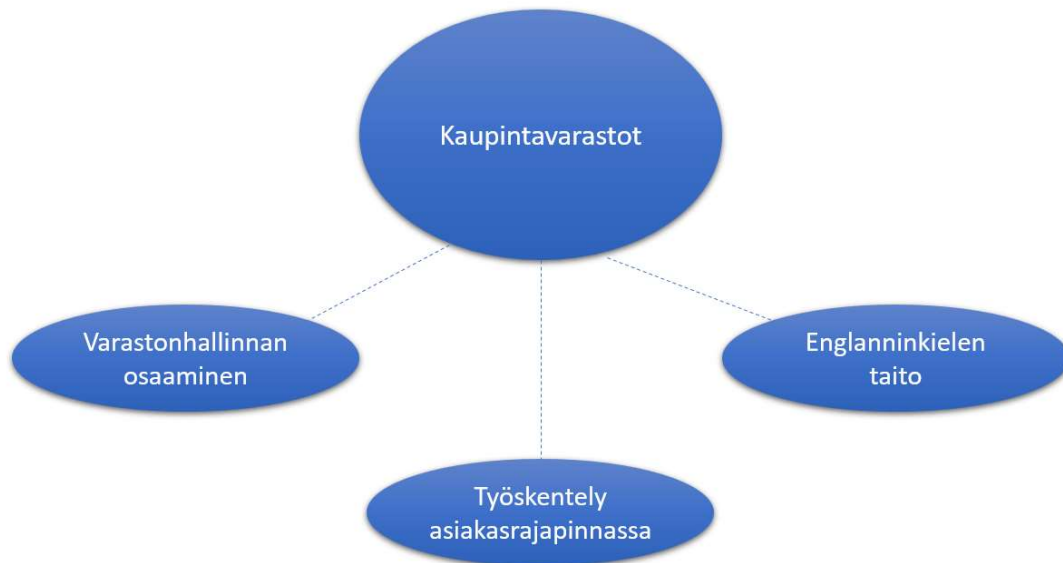 Kaupintavarastot
Varastonhallinnan
osaaminen
Englanninkielen
taito
Työskentely
asiakasrajapinnassa